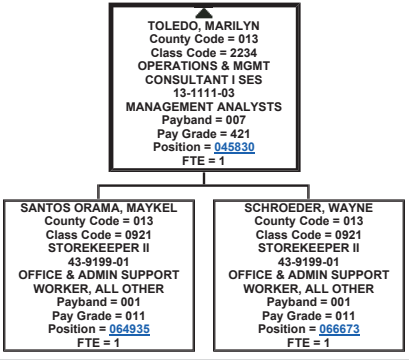 TOLEDO, MARILYN
County Code = 013
Class Code = 2234
OPERATIONS & MGMT
CONSULTANT I SES
13-1111-03
MANAGEMENT ANALYSTS
Payband = 007
Pay Grade = 421
Position = 045830
FTE = 1
SANTOS ORAMA, MAYKEL
County Code = 013
Class Code = 0921
STOREKEEPER II
43-9199-01
OFFICE & ADMIN SUPPORT
WORKER, ALL OTHER
Payband = 001
Pay Grade = 011
Position = 064935
FTE = 1
SCHROEDER, WAYNE
County Code = 013
Class Code = 0921
STOREKEEPER II
43-9199-01
OFFICE & ADMIN SUPPORT
WORKER, ALL OTHER
Payband = 001
Pay Grade = 011
Position = 066673
FTE = 1